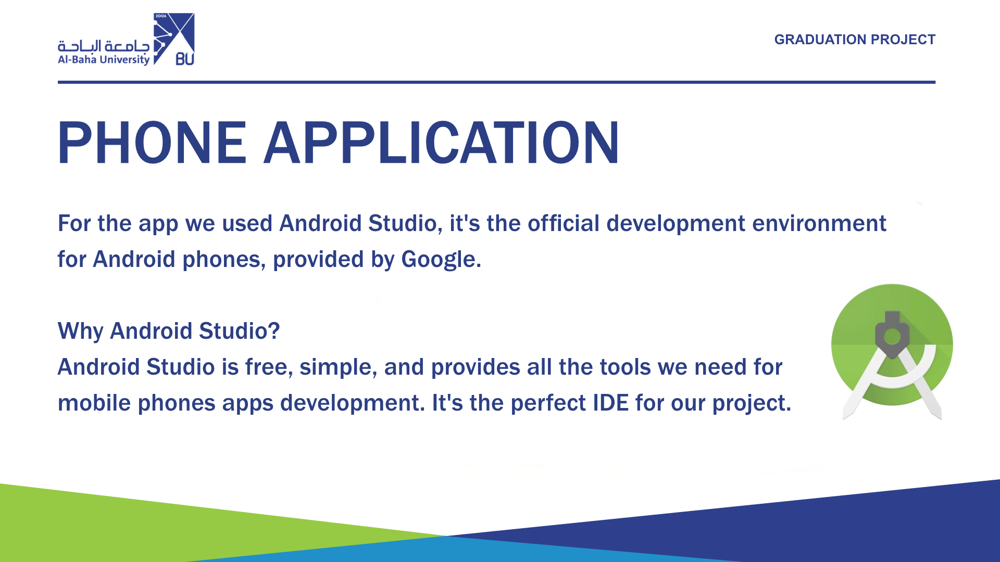 2006
جامعة الباحة
Al-Baha University
BU
GRADUATION PROJECT
PHONE APPLICATION
For the app we used Android Studio, it's the official development environment
for Android phones, provided by Google.
Why Android Studio?
Android Studio is free, simple, and provides all the tools we need for
mobile phones apps development. It's the perfect IDE for our project.